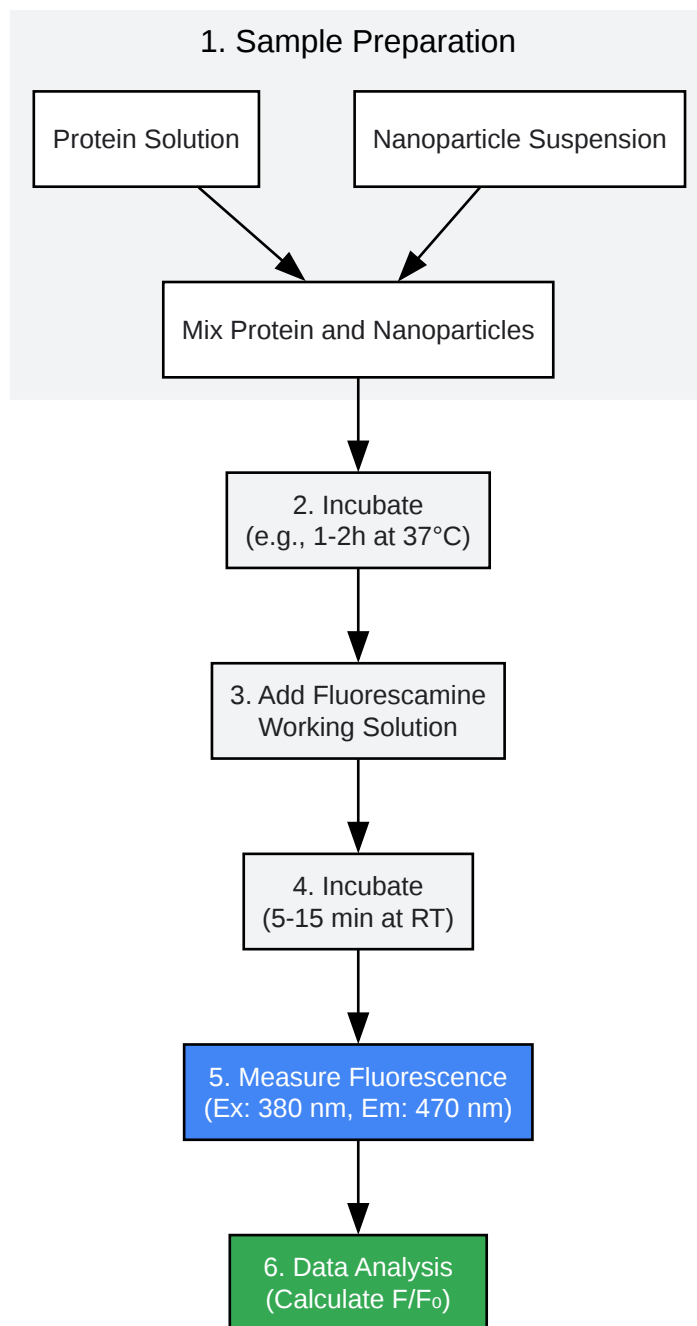 1. Sample Preparation
Protein Solution
Nanoparticle Suspension
Mix Protein and Nanoparticles
2. Incubate
(e.g., 1-2h at 37°C)
3. Add Fluorescamine
Working Solution
4. Incubate
(5-15 min at RT)
5. Measure Fluorescence
(Ex: 380 nm, Em: 470 nm)
6. Data Analysis
(Calculate F/F₀)